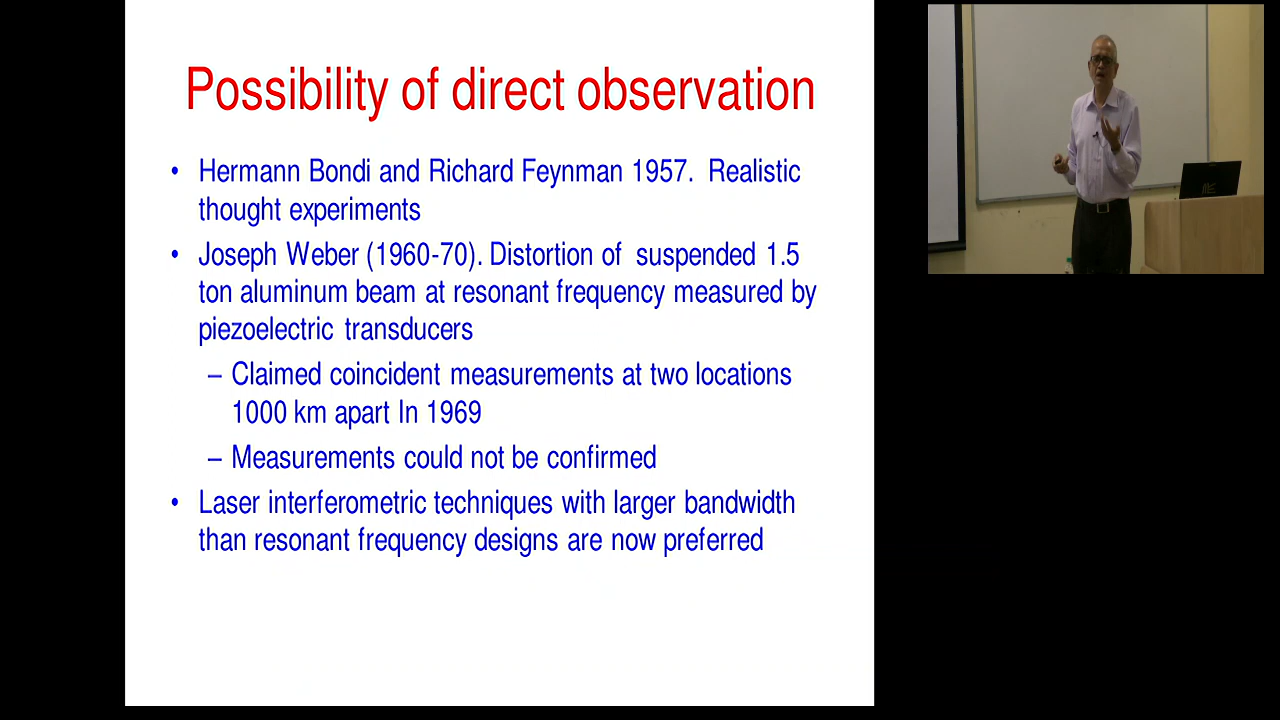 Possibility of direct observation
• Hermann Bondi and Richard Feynman 1957. Realistic
thought experiments
• Joseph Weber (1960-70). Distortion of suspended 1.5
ton aluminum beam at resonant frequency measured by
piezoelectric transducers
– Claimed coincident measurements at two locations
1000 km apart In 1969
– Measurements could not be confirmed
• Laser interferometric techniques with larger bandwidth
than resonant frequency designs are now preferred